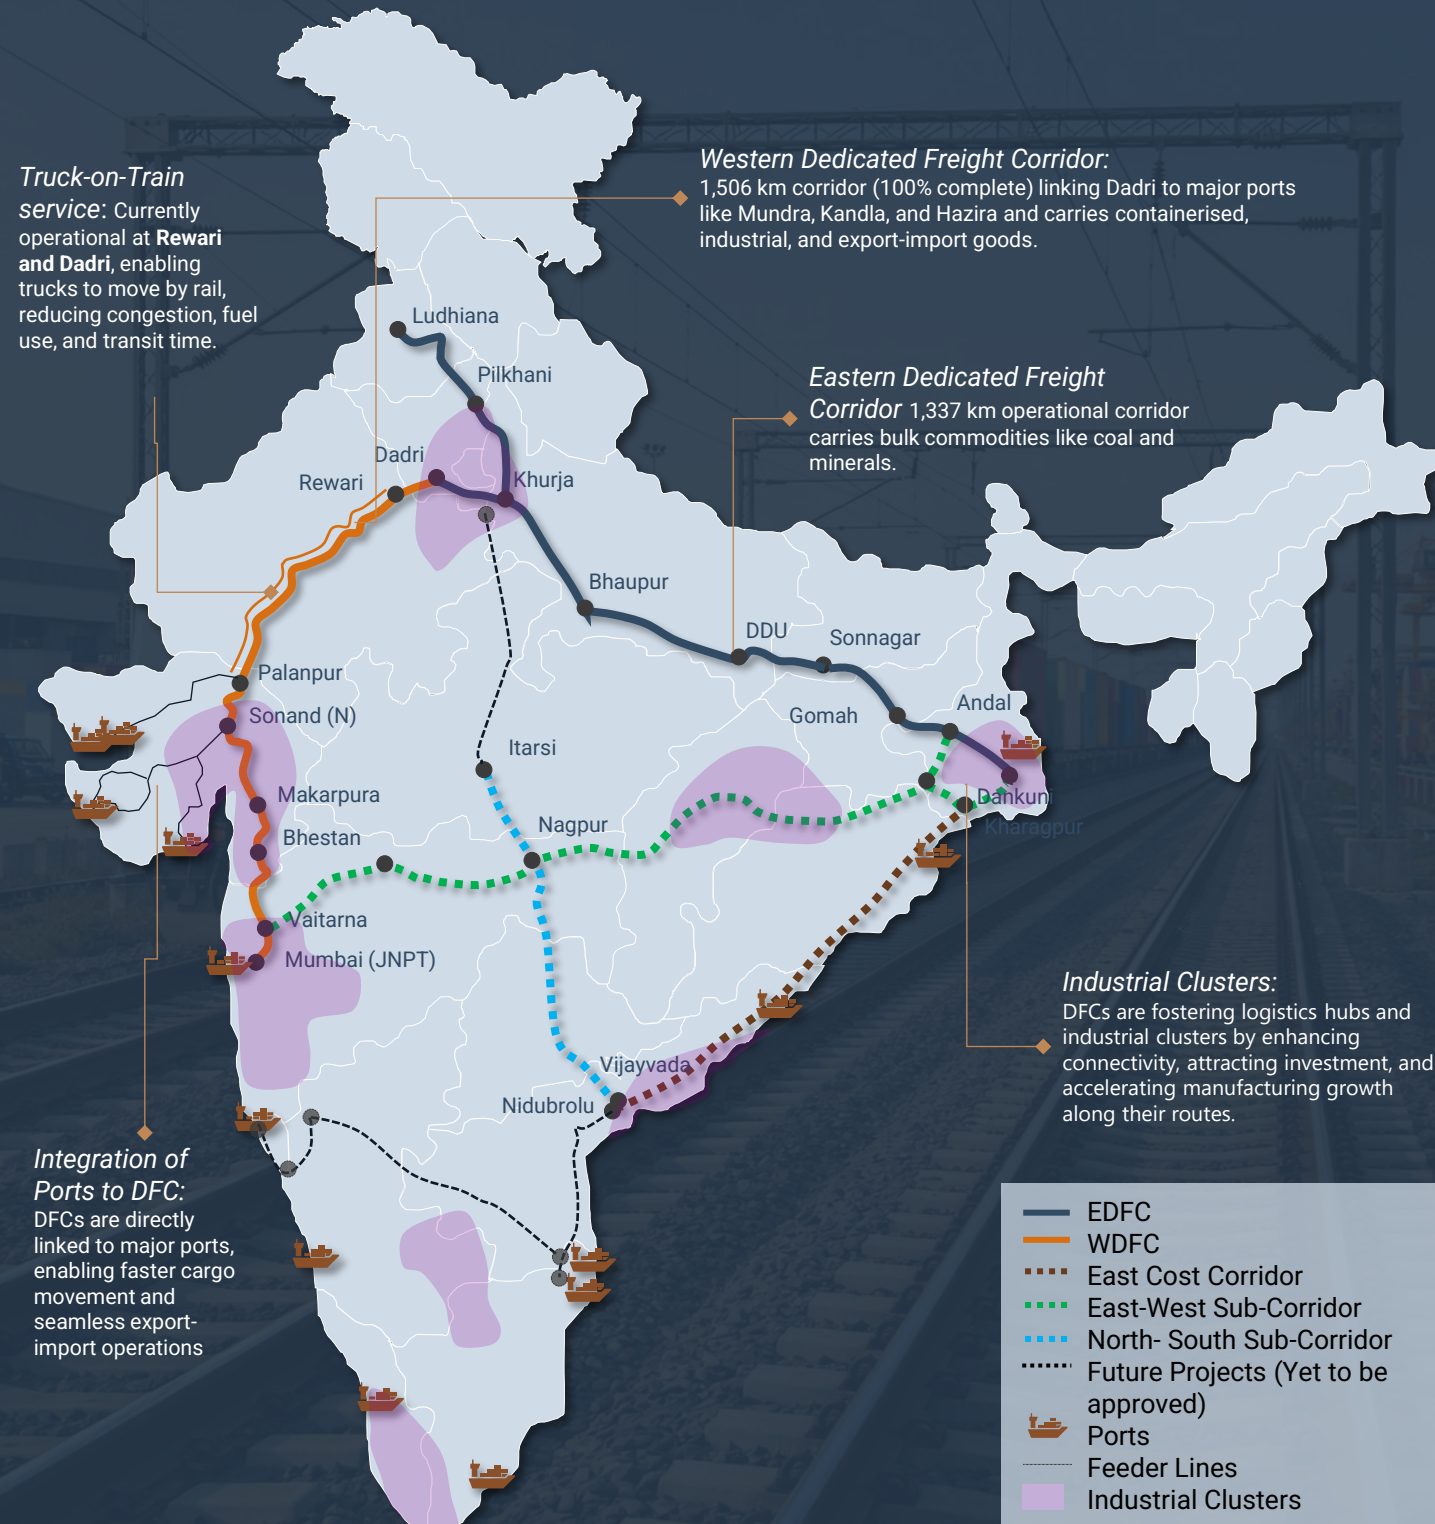 Truck-on-Train
service: Currently
operational at Rewari
and Dadri, enabling
trucks to move by rail,
reducing congestion, fuel
use, and transit time.
Western Dedicated Freight Corridor:
1,506 km corridor (100% complete) linking Dadri to major ports
like Mundra, Kandla, and Hazira and carries containerised,
industrial, and export-import goods.
Eastern Dedicated Freight
Corridor 1,337 km operational corridor
carries bulk commodities like coal and
minerals.
Ludhiana
Pilkhani
Dadri
Rewari
Khurja
Bhaupur
DDU
Sonnagar
Palanpur
Sonand (N)
Gomah
Andal
Itarsi
Makarpura
Dankuni
Nagpur
Kharagpur
Bhestan
Vaitarna
Mumbai (JNPT)
Vijayvada
Nidubrolu
Industrial Clusters:
DFCs are fostering logistics hubs and
industrial clusters by enhancing
connectivity, attracting investment, and
accelerating manufacturing growth
along their routes.
Integration of
Ports to DFC:
DFCs are directly
linked to major ports,
enabling faster cargo
movement and
seamless export-
import operations
EDFC
WDFC
East Cost Corridor
East-West Sub-Corridor
North- South Sub-Corridor
Future Projects (Yet to be
approved)
Ports
Feeder Lines
Industrial Clusters